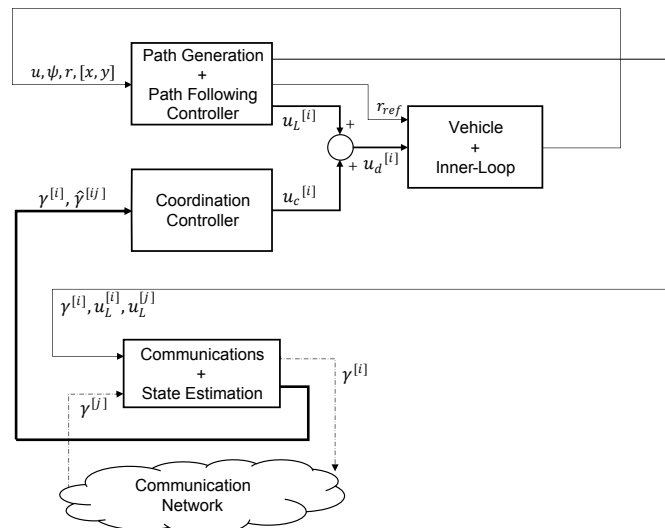 Path Generation
+
Path Following
Controller
u, ψ, r, [x, y]
u_L^[i]
+
r_ref
Vehicle
+
Inner-Loop
+
u_d^[i]
γ^[i], γ̂^[ij]
Coordination
Controller
u_c^[i]
γ^[i], u_L^[i], u_L^[j]
Communications
+
State Estimation
γ^[i]
γ^[j]
Communication
Network